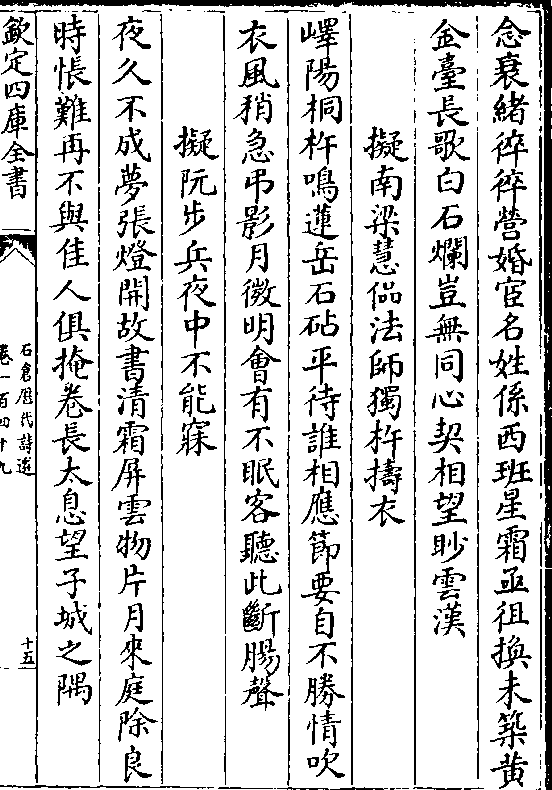 念衰緒碎碎營婚宦名姓係西班星霜亟徂換未築黄
金臺長歌白石爛豈無同心契相望眇雲漢
擬南梁慧侃法師獨杵擣衣
嶧陽桐杵鳴蓮岳石砧平待誰相應節要自不勝情吹
衣風稍急弔影月微明會有不眠客聽此斷腸聲
擬阮步兵夜中不能寐
夜久不成夢張燈開故書清霜屏雲物片月來庭除良
時悵難再不與佳人俱掩卷長太息望子城之隅
欽定四庫全書
石倉歷代詩選
卷一百四十九
十五